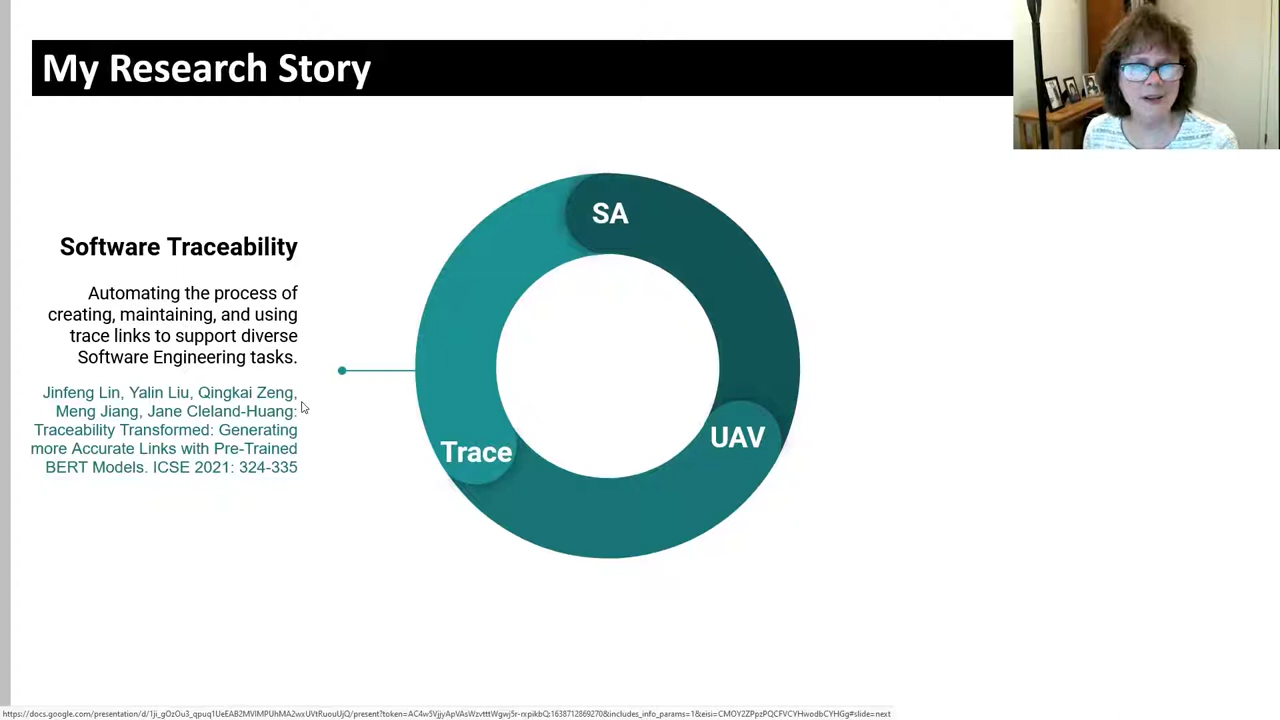 My Research Story
Software Traceability
Automating the process of
creating, maintaining, and using
trace links to support diverse
Software Engineering tasks.
Jinfeng Lin, Yalin Liu, Qingkai Zeng,
Meng Jiang, Jane Cleland-Huang:
Traceability Transformed: Generating
more Accurate Links with Pre-Trained
BERT Models. ICSE 2021: 324-335
SA
UAV
Trace